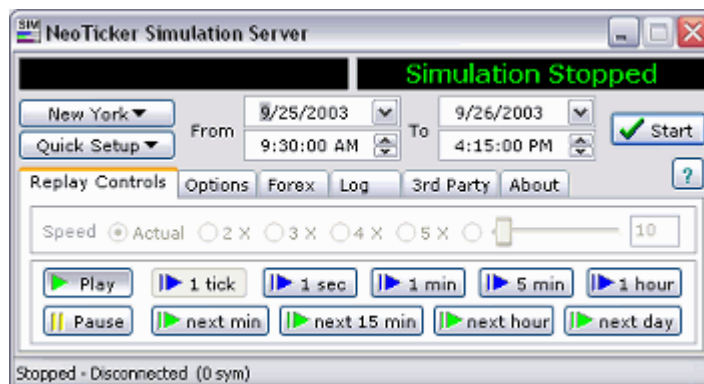 SIM NeoTicker Simulation Server
Simulation Stopped
New York From 9/25/2003 To 9/26/2003
Quick Setup 9:30:00 AM 4:15:00 PM Start
?
Replay Controls Options Forex Log 3rd Party About
Speed Actual 2 X 3 X 4 X 5 X 10
Play 1 tick 1 sec 1 min 5 min 1 hour
Pause next min next 15 min next hour next day
Stopped - Disconnected (0 sym)